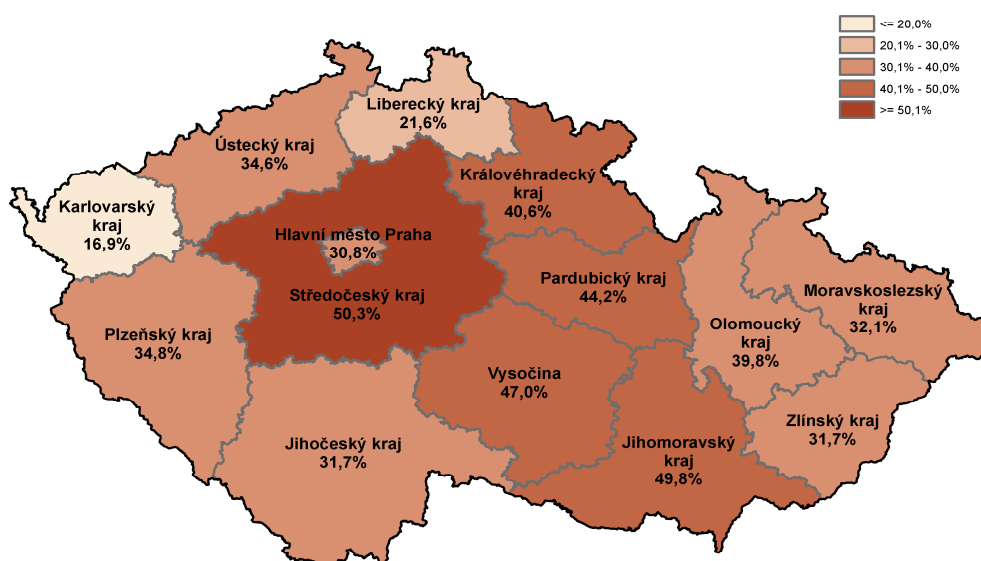 <= 20,0%
20,1% - 30,0%
30,1% - 40,0%
40,1% - 50,0%
>= 50,1%
Liberecký kraj
21,6%
Ústecký kraj
34,6%
Královéhradecký
kraj
40,6%
Karlovarský
kraj
16,9%
Hlavní město Praha
30,8%
Středočeský kraj
50,3%
Pardubický kraj
44,2%
Moravskoslezský
kraj
32,1%
Olomoucký
kraj
39,8%
Plzeňský kraj
34,8%
Vysočina
47,0%
Zlínský kraj
31,7%
Jihočeský kraj
31,7%
Jihomoravský
kraj
49,8%